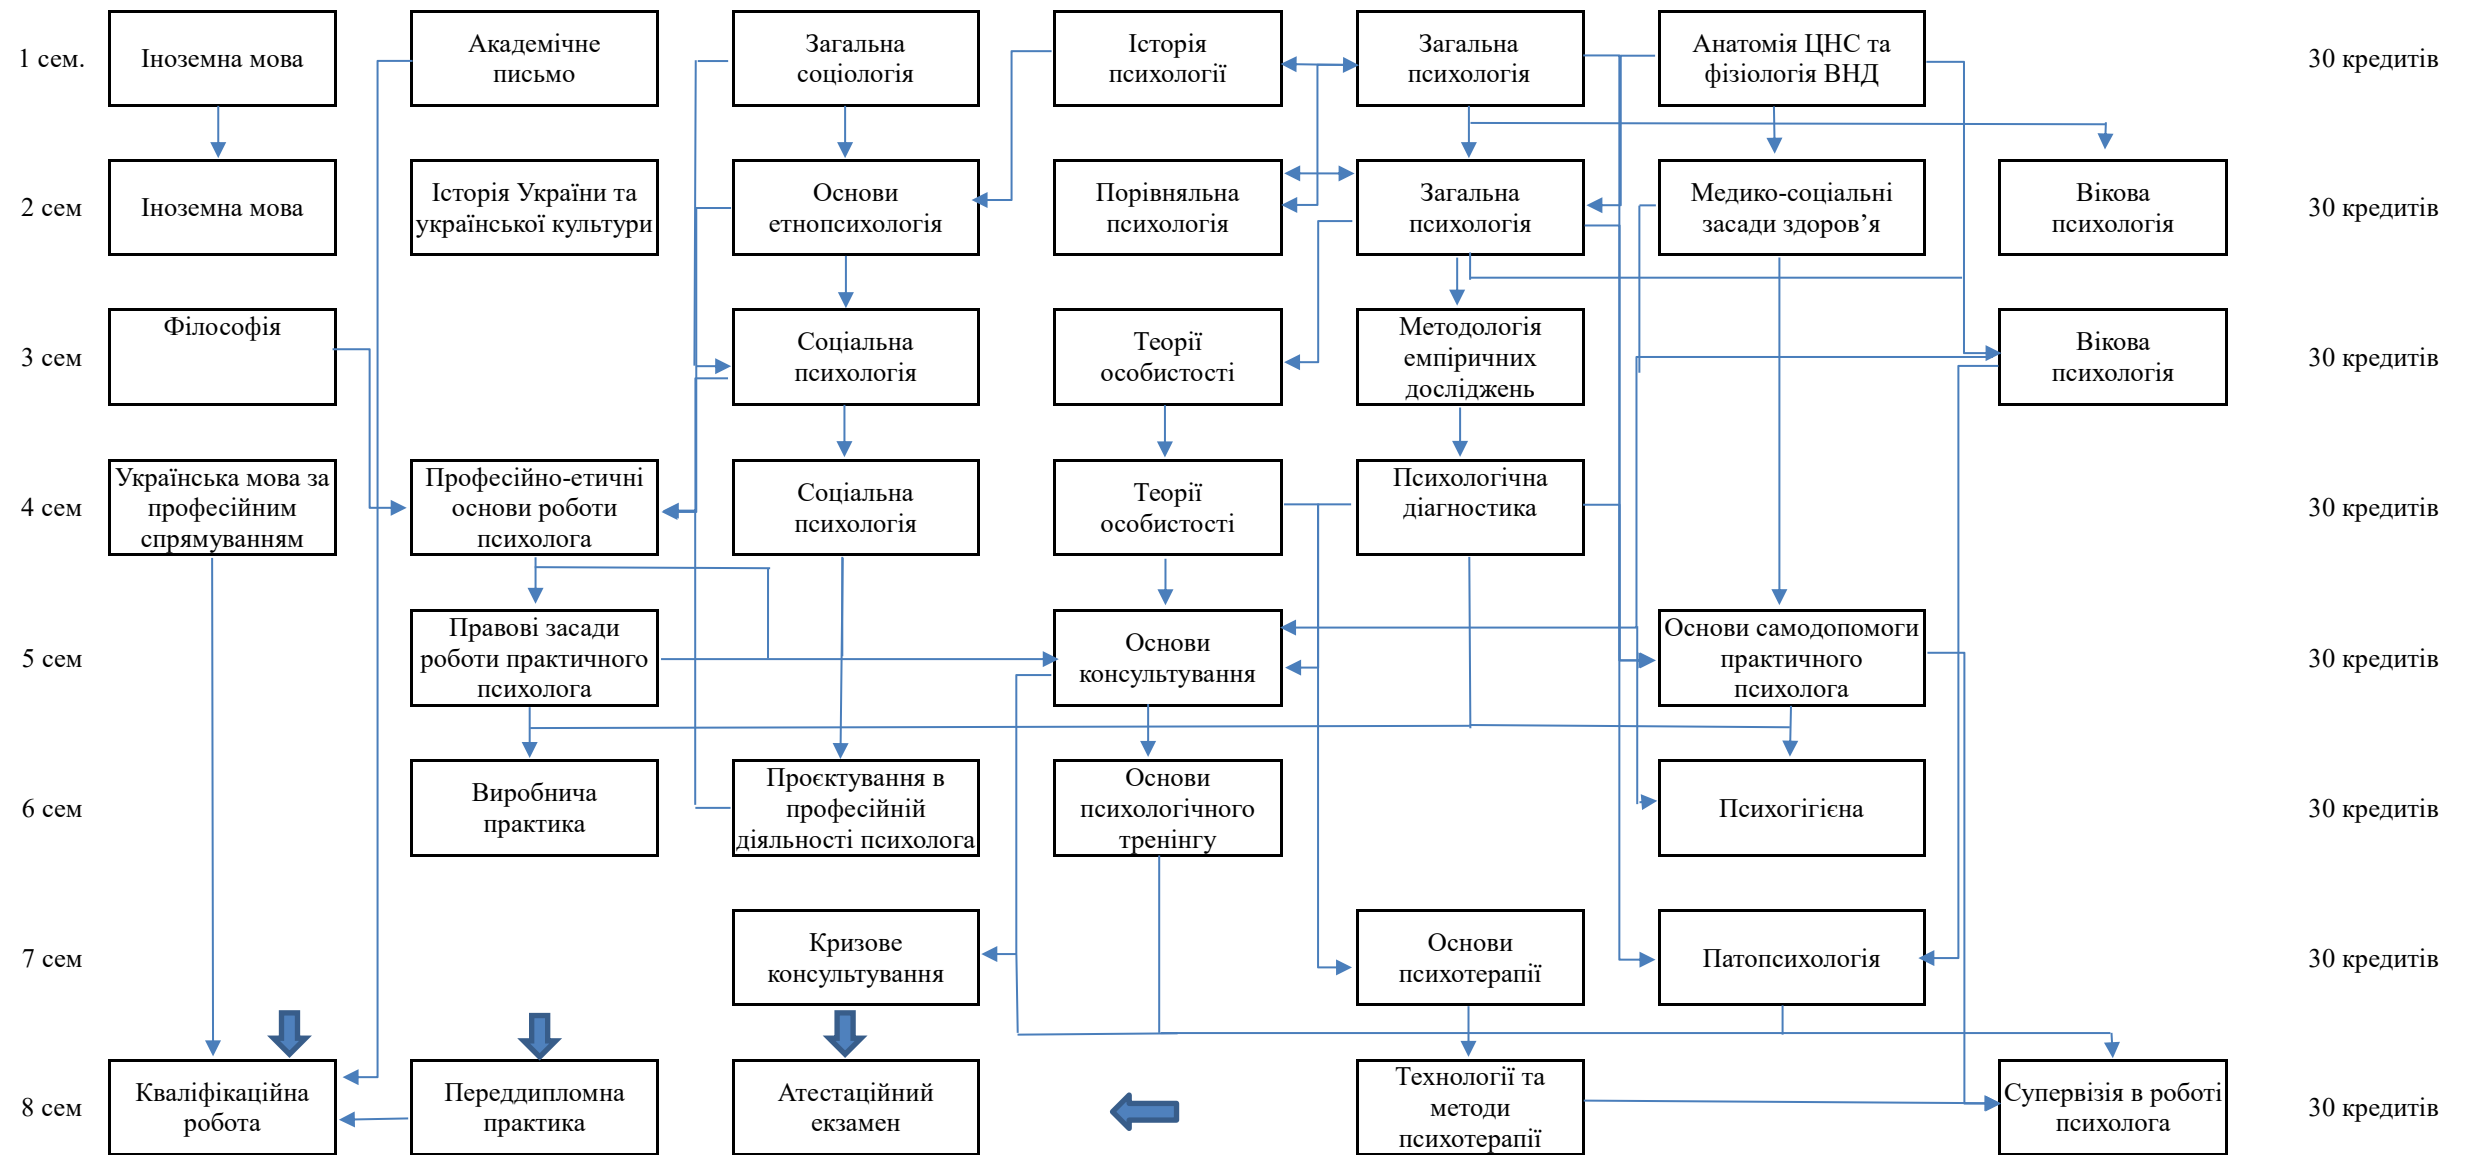 1 сем.
Іноземна мова
Академічне
письмо
Загальна
соціологія
Історія
психології
Загальна
психологія
Анатомія ЦНС та
фізіологія ВНД
30 кредитів
2 сем
Іноземна мова
Історія України та
української культури
Основи
етнопсихологія
Порівняльна
психологія
Загальна
психологія
Медико-соціальні
засади здоров’я
Вікова
психологія
30 кредитів
3 сем
Філософія
Соціальна
психологія
Теорії
особистості
Методологія
емпіричних
досліджень
Вікова
психологія
30 кредитів
4 сем
Українська мова за
професійним
спрямуванням
Професійно-етичні
основи роботи
психолога
Соціальна
психологія
Теорії
особистості
Психологічна
діагностика
30 кредитів
5 сем
Правові засади
роботи практичного
психолога
Основи
консультування
Основи самодопомоги
практичного
психолога
30 кредитів
6 сем
Виробнича
практика
Проєктування в
професійній
діяльності психолога
Основи
психологічного
тренінгу
Психогігієна
30 кредитів
7 сем
Кризове
консультування
Основи
психотерапії
Патопсихологія
30 кредитів
8 сем
Кваліфікаційна
робота
Переддипломна
практика
Атестаційний
екзамен
Технології та
методи
психотерапії
Супервізія в роботі
психолога
30 кредитів